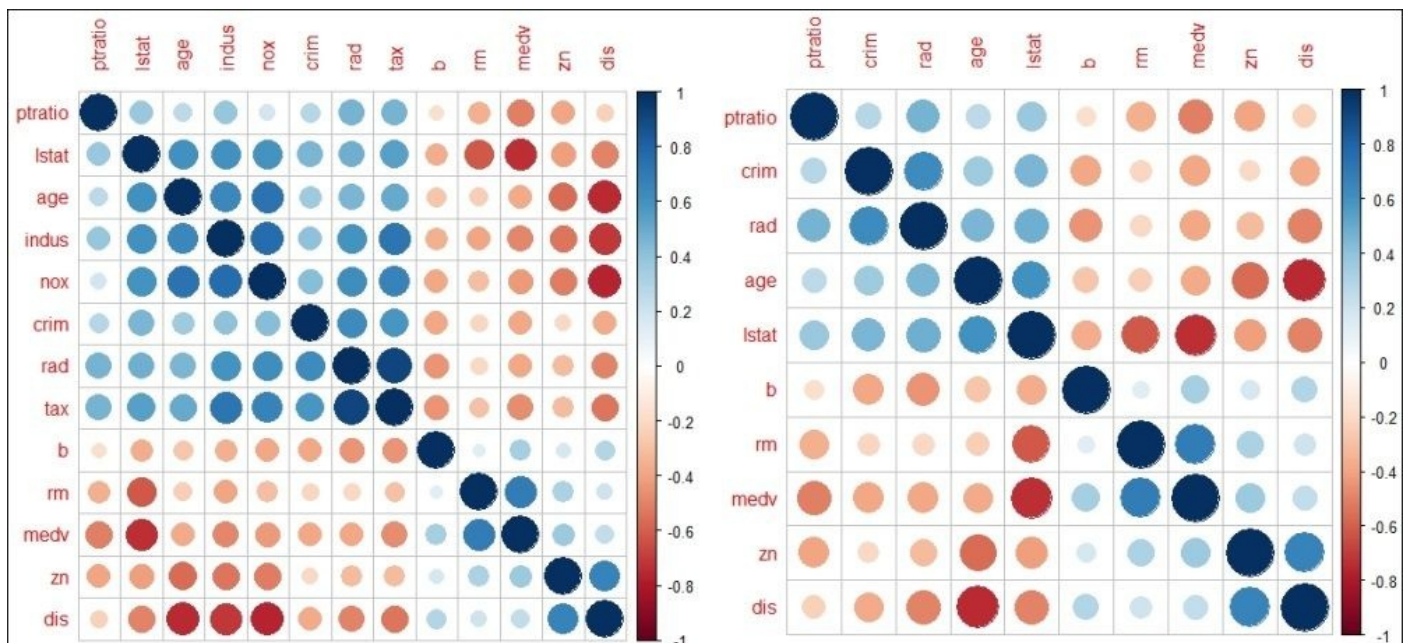 ptratio lstat age indus nox crim rad tax b rm medv zn dis
ptratio
lstat
age
indus
nox
crim
rad
tax
b
rm
medv
zn
dis
1
0.8
0.6
0.4
0.2
0
-0.2
-0.4
-0.6
-0.8
-1
ptratio crim rad age lstat b rm medv zn dis
ptratio
crim
rad
age
lstat
b
rm
medv
zn
dis
1
0.8
0.6
0.4
0.2
0
-0.2
-0.4
-0.6
-0.8
-1